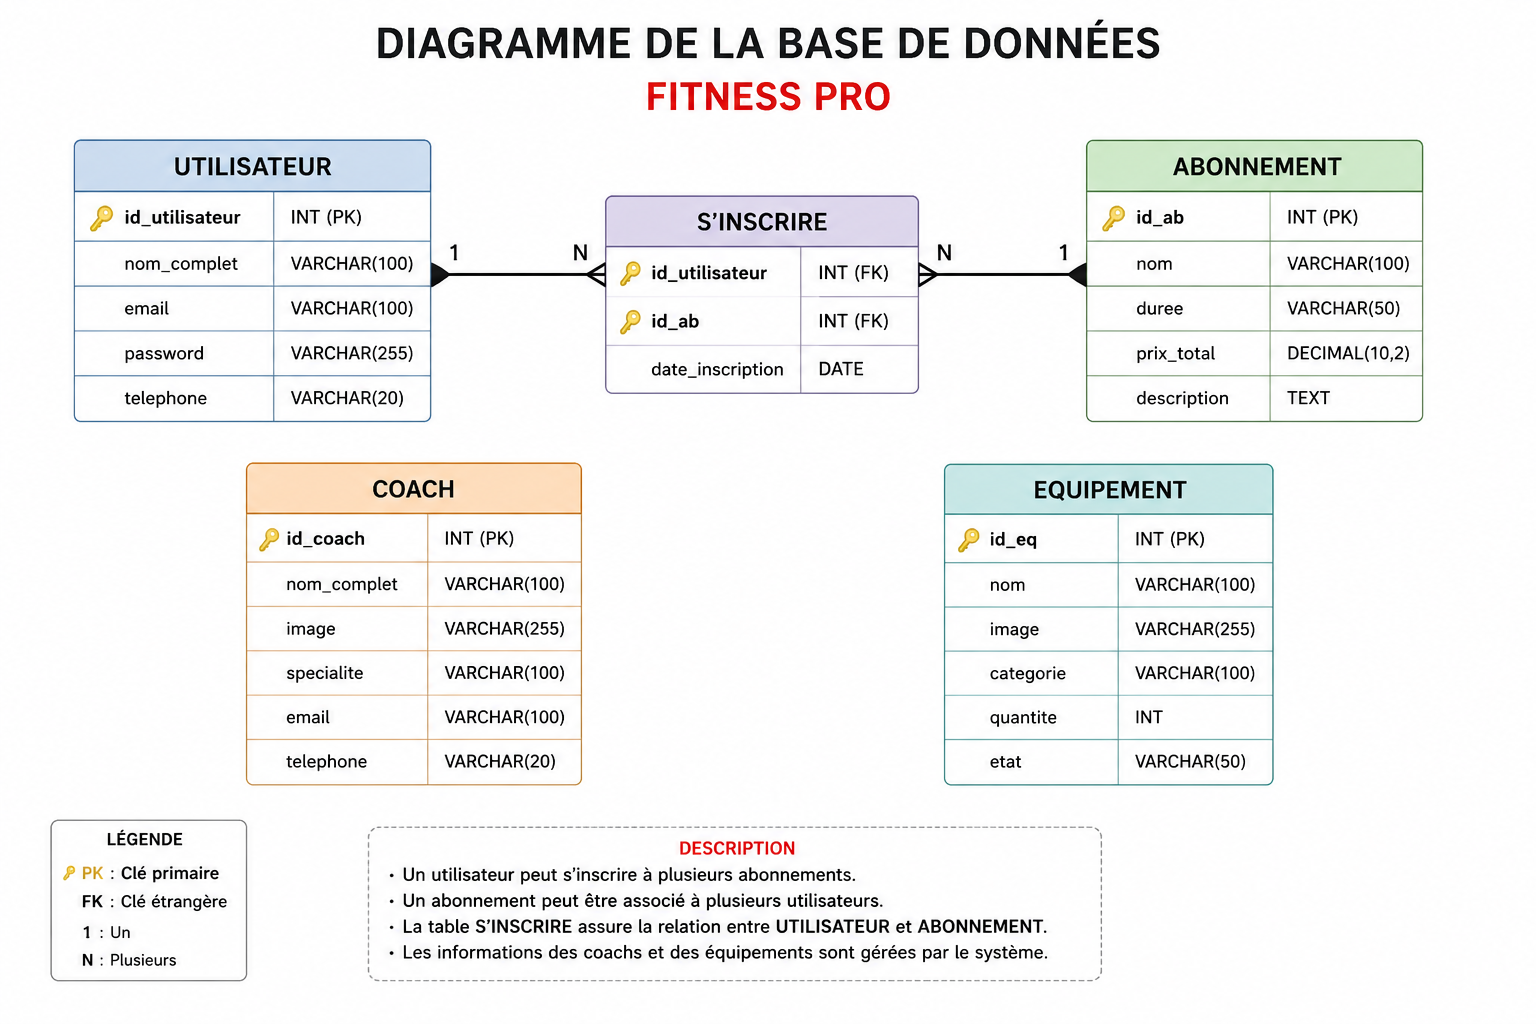 DIAGRAMME DE LA BASE DE DONNÉES
FITNESS PRO
UTILISATEUR
id_utilisateur INT (PK)
nom_complet VARCHAR(100)
email VARCHAR(100)
password VARCHAR(255)
telephone VARCHAR(20)
1 N
S’INSCRIRE
id_utilisateur INT (FK)
id_ab INT (FK)
date_inscription DATE
N 1
ABONNEMENT
id_ab INT (PK)
nom VARCHAR(100)
duree VARCHAR(50)
prix_total DECIMAL(10,2)
description TEXT
COACH
id_coach INT (PK)
nom_complet VARCHAR(100)
image VARCHAR(255)
specialite VARCHAR(100)
email VARCHAR(100)
telephone VARCHAR(20)
EQUIPEMENT
id_eq INT (PK)
nom VARCHAR(100)
image VARCHAR(255)
categorie VARCHAR(100)
quantite INT
etat VARCHAR(50)
LÉGENDE
PK : Clé primaire
FK : Clé étrangère
1 : Un
N : Plusieurs
DESCRIPTION
• Un utilisateur peut s’inscrire à plusieurs abonnements.
• Un abonnement peut être associé à plusieurs utilisateurs.
• La table S’INSCRIRE assure la relation entre UTILISATEUR et ABONNEMENT.
• Les informations des coachs et des équipements sont gérées par le système.